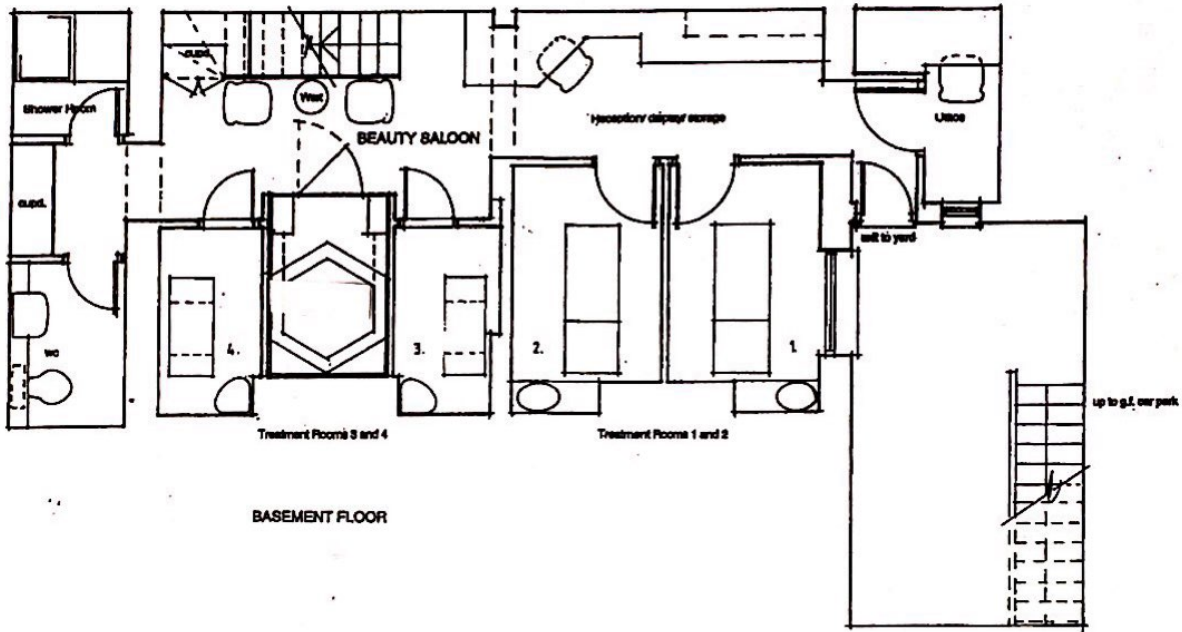 cupd.
Wait
Shower Room
BEAUTY SALOON
Reception/ display/ storage
Office
cupd.
exit to yard
4.
3.
2.
1.
wc
up to g.f. car park
Treatment Rooms 3 and 4
Treatment Rooms 1 and 2
BASEMENT FLOOR